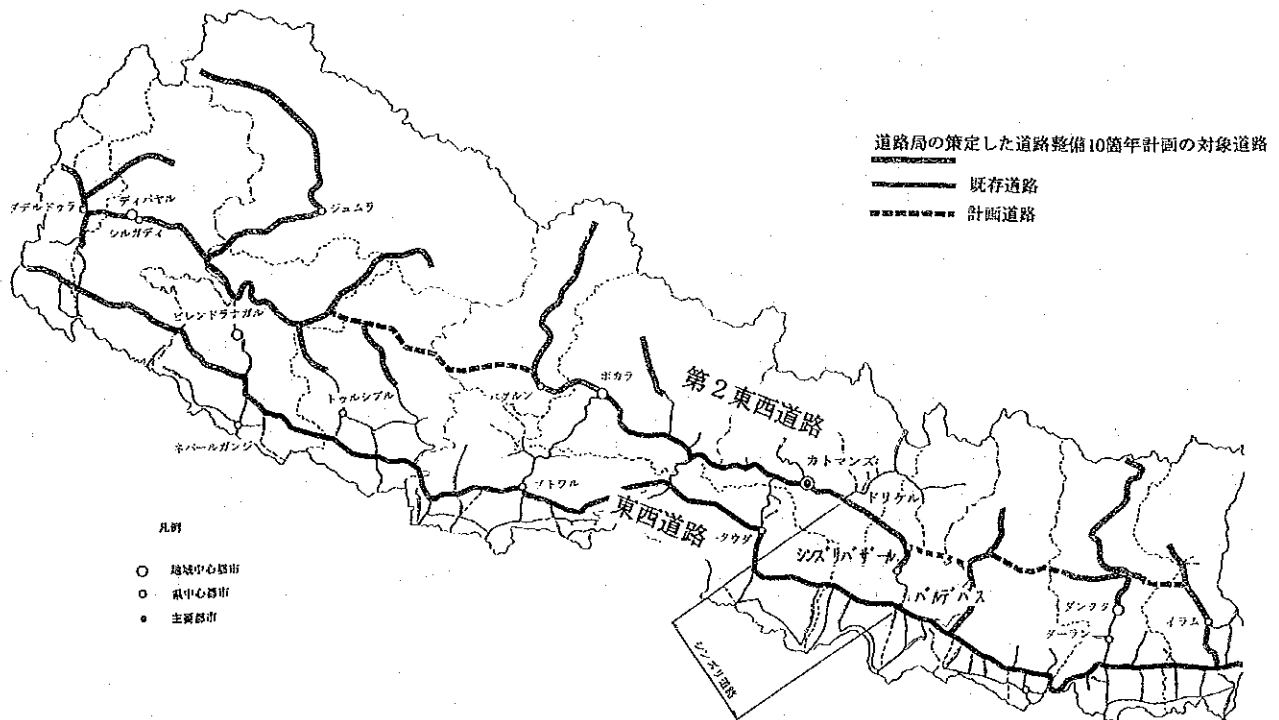 道路局の策定した道路整備10箇年計画の対象道路
既存道路
計画道路
ダデルドゥラ
ディパヤル
シルガディ
ジュムラ
ビレンドラナガル
トゥルシプル
ネパールガンジ
バグルン
ポカラ
第2東西道路
カトマンズ
ドリケル
ブトワル
東西道路
タウダ
シンズリバザール
バルデバス
ダンクタ
ダーラン
イラム
シンズリ道路
凡例
地域中心都市
県中心都市
主要都市